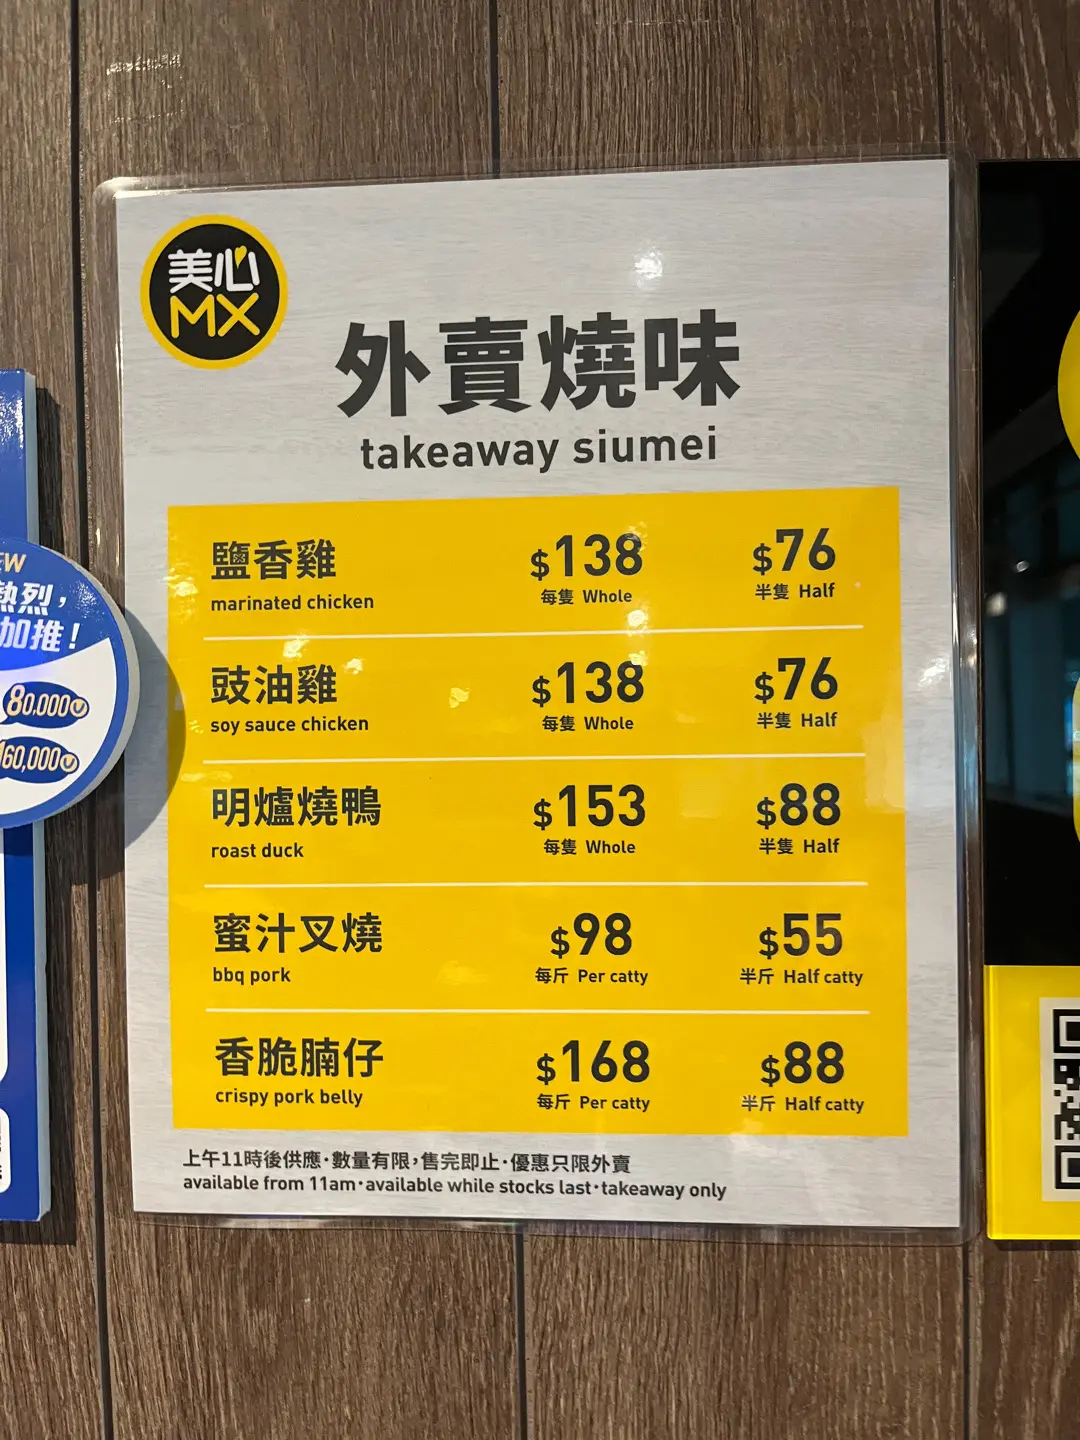 美心
MX
外賣燒味
takeaway siumei
鹽香雞
marinated chicken
$138
每隻 Whole
$76
半隻 Half
豉油雞
soy sauce chicken
$138
每隻 Whole
$76
半隻 Half
明爐燒鴨
roast duck
$153
每隻 Whole
$88
半隻 Half
蜜汁叉燒
bbq pork
$98
每斤 Per catty
$55
半斤 Half catty
香脆腩仔
crispy pork belly
$168
每斤 Per catty
$88
半斤 Half catty
上午11時後供應·數量有限，售完即止·優惠只限外賣
available from 11am·available while stocks last·takeaway only
熱烈，
加推！
80,000
160,000